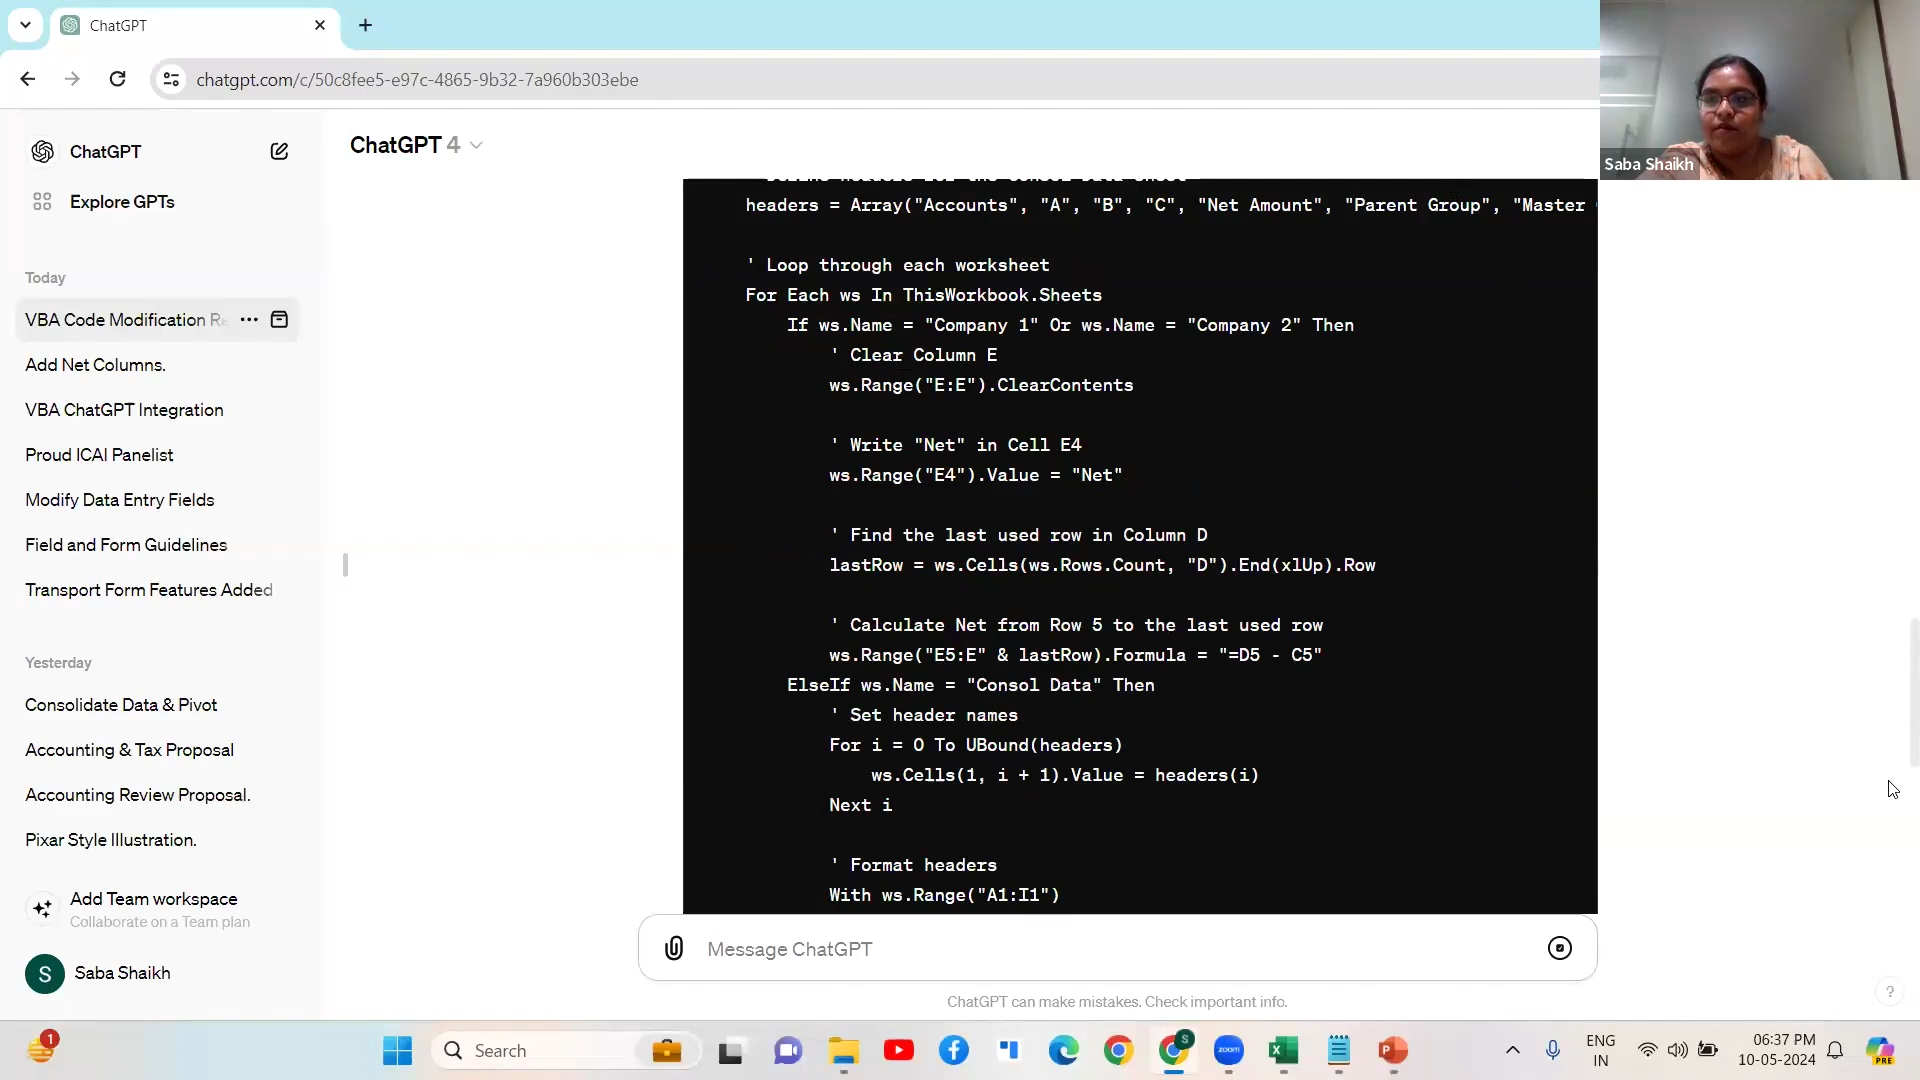 ChatGPT
chatgpt.com/c/50c8fee5-e97c-4865-9b32-7a960b303ebe
Saba Shaikh
ChatGPT
Explore GPTs
Today
VBA Code Modification Re
Add Net Columns.
VBA ChatGPT Integration
Proud ICAI Panelist
Modify Data Entry Fields
Field and Form Guidelines
Transport Form Features Added
Yesterday
Consolidate Data & Pivot
Accounting & Tax Proposal
Accounting Review Proposal.
Pixar Style Illustration.
Add Team workspace
Collaborate on a Team plan
S
Saba Shaikh
ChatGPT 4
headers = Array("Accounts", "A", "B", "C", "Net Amount", "Parent Group", "Master
' Loop through each worksheet
For Each ws In ThisWorkbook.Sheets
If ws.Name = "Company 1" Or ws.Name = "Company 2" Then
' Clear Column E
ws.Range("E:E").ClearContents
' Write "Net" in Cell E4
ws.Range("E4").Value = "Net"
' Find the last used row in Column D
lastRow = ws.Cells(ws.Rows.Count, "D").End(xlUp).Row
' Calculate Net from Row 5 to the last used row
ws.Range("E5:E" & lastRow).Formula = "=D5 - C5"
ElseIf ws.Name = "Consol Data" Then
' Set header names
For i = 0 To UBound(headers)
ws.Cells(1, i + 1).Value = headers(i)
Next i
' Format headers
With ws.Range("A1:I1")
Message ChatGPT
ChatGPT can make mistakes. Check important info.
?
1
Search
S
zoom
ENG
IN
06:37 PM
10-05-2024
PRE